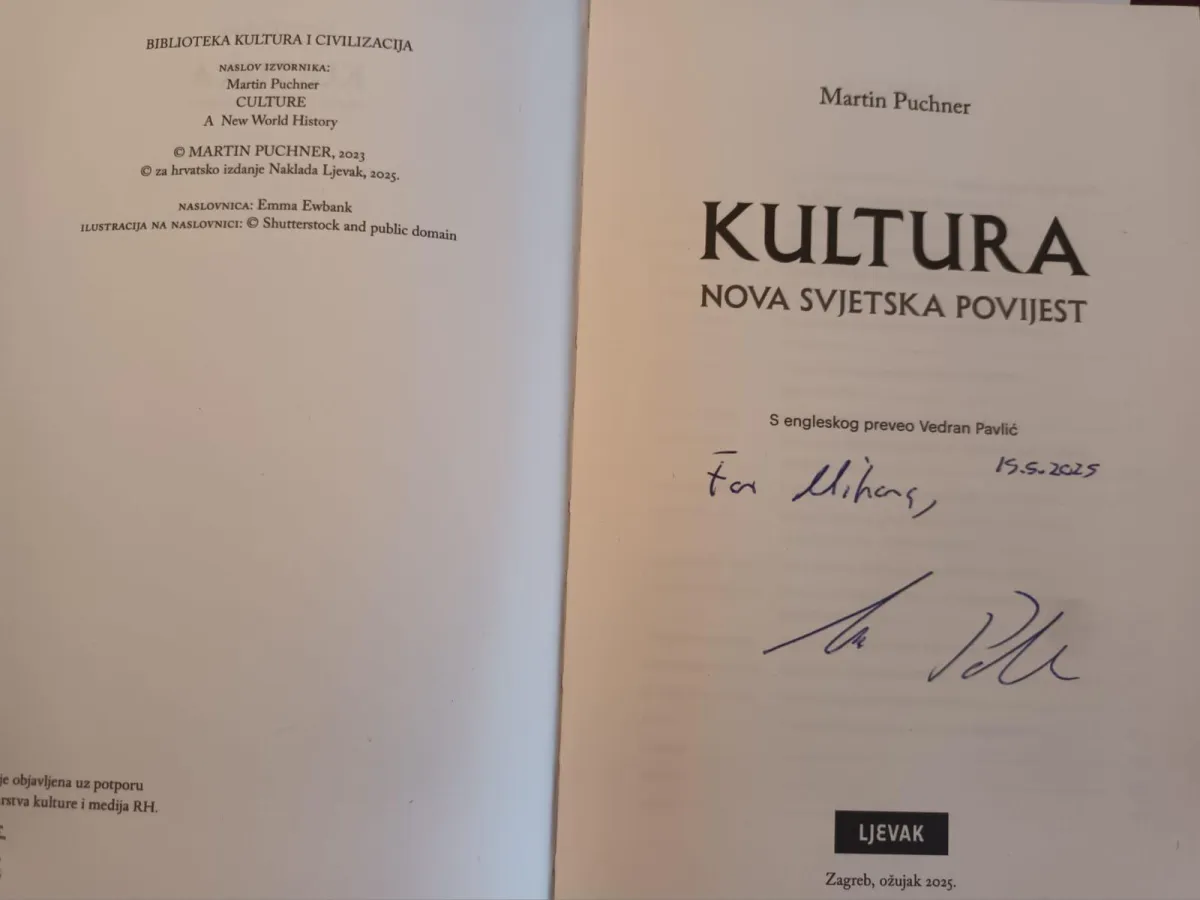 BIBLIOTEKA KULTURA I CIVILIZACIJA
NASLOV IZVORNIKA:
Martin Puchner
CULTURE
A New World History
© MARTIN PUCHNER, 2023
© za hrvatsko izdanje Naklada Ljevak, 2025.
NASLOVNICA: Emma Ewbank
ILUSTRACIJA NA NASLOVNICI: © Shutterstock and public domain
je objavljena uz potporu
rstva kulture i medija RH.
Martin Puchner
KULTURA
NOVA SVJETSKA POVIJEST
S engleskog preveo Vedran Pavlić
15.5.2025
For
LJEVAK
Zagreb, ožujak 2025.